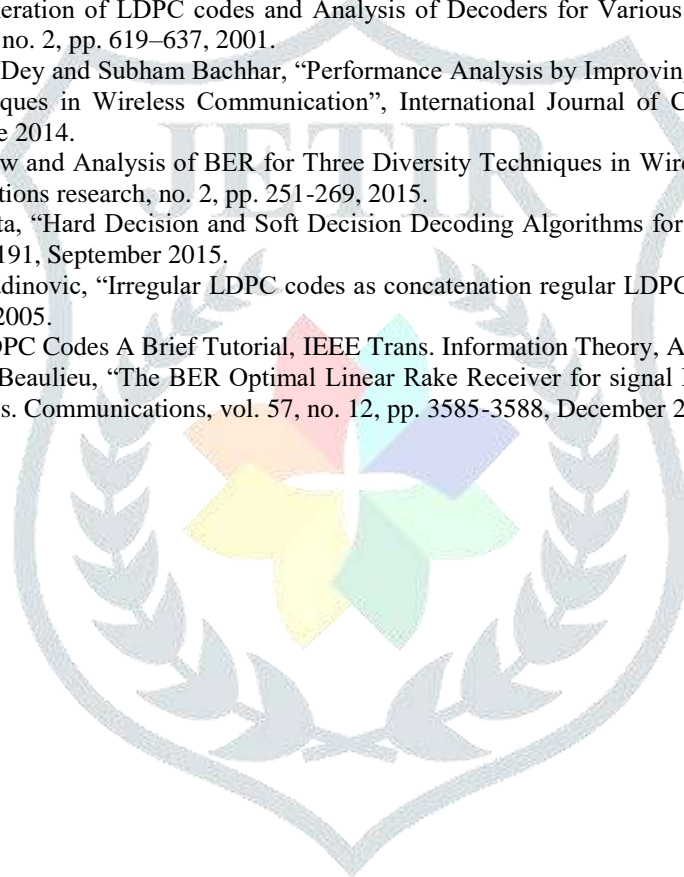 eration of LDPC codes and Analysis of Decoders for Various
no. 2, pp. 619–637, 2001.
Dey and Subham Bachhar, “Performance Analysis by Improvin
ques in Wireless Communication”, International Journal of C
e 2014.
w and Analysis of BER for Three Diversity Techniques in Wir
tions research, no. 2, pp. 251-269, 2015.
ta, “Hard Decision and Soft Decision Decoding Algorithms for
191, September 2015.
adinovic, “Irregular LDPC codes as concatenation regular LDP
2005.
DPC Codes A Brief Tutorial, IEEE Trans. Information Theory, A
Beaulieu, “The BER Optimal Linear Rake Receiver for signal
s. Communications, vol. 57, no. 12, pp. 3585-3588, December 2
JETIR